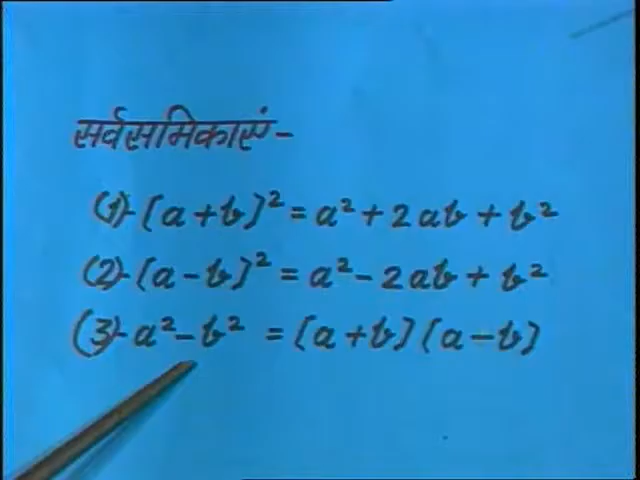 सर्वसमिकाएं -
(1)- (a+b)² = a² + 2ab + b²
(2)- (a-b)² = a² - 2ab + b²
(3)- a² - b² = (a+b) (a-b)